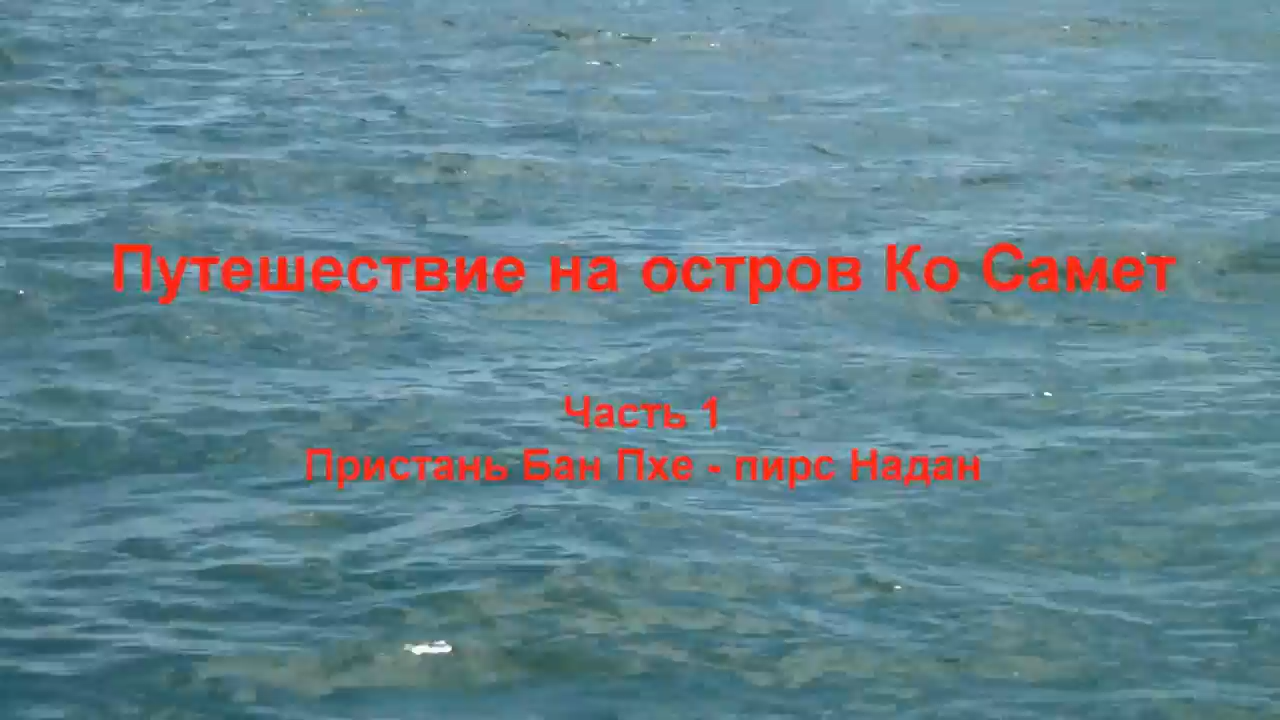 Путешествие на остров Ко Самет
Часть 1
Пристань Бан Пхе - пирс Надан